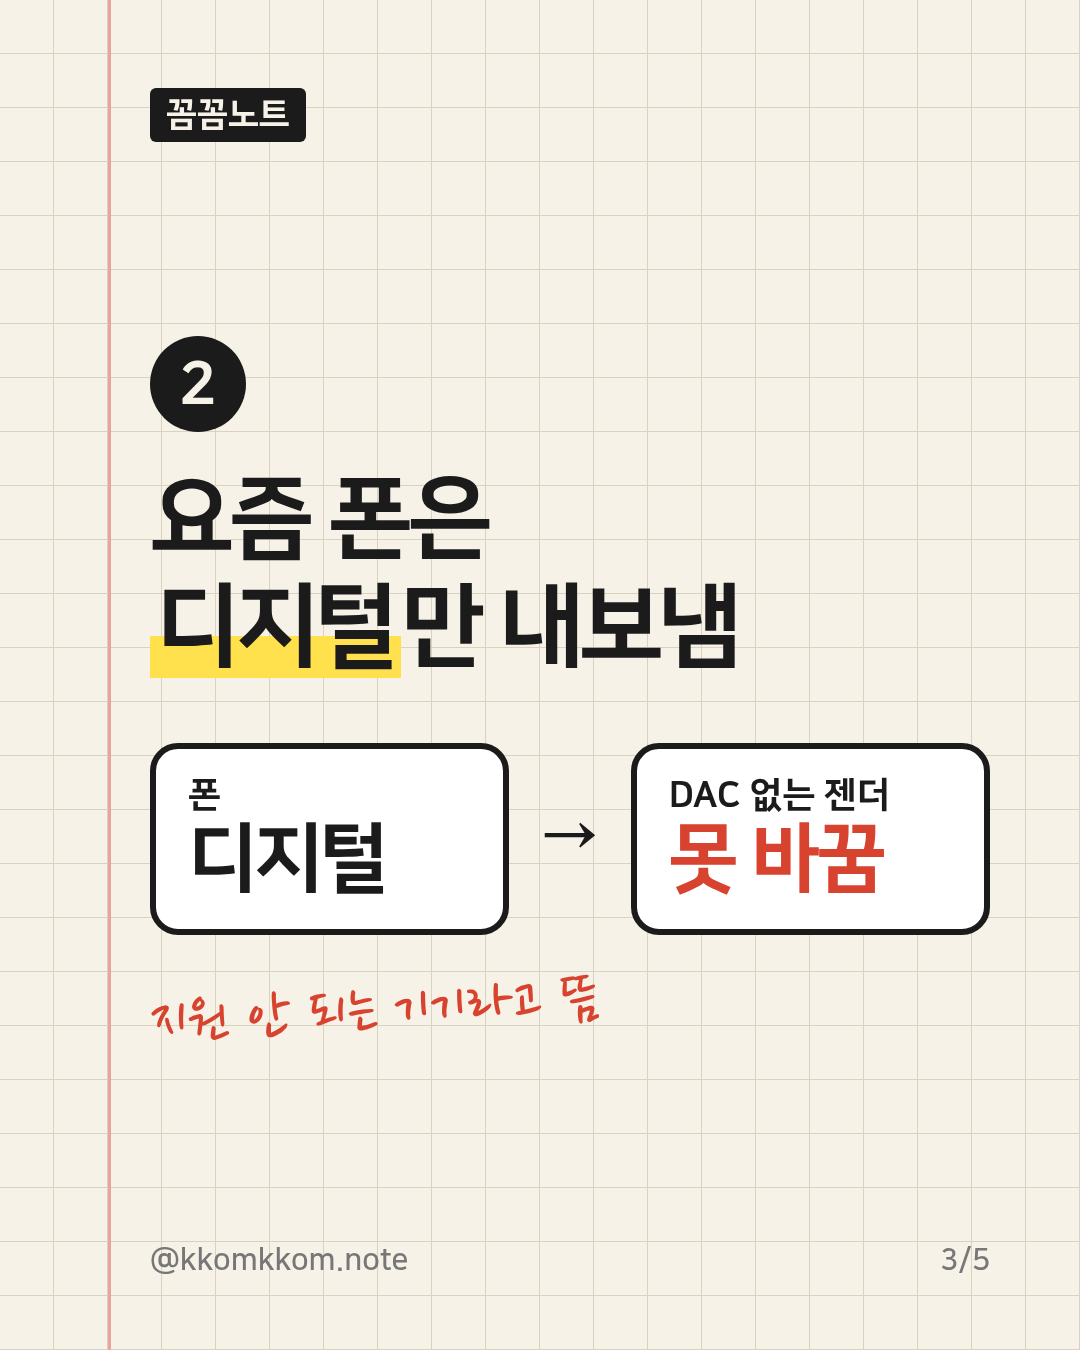 꼼꼼노트
2
요즘 폰은
디지털만 내보냄
폰
디지털
→
DAC 없는 젠더
못 바꿈
지원 안 되는 기기라고 뜸
@kkomkkom.note
3/5